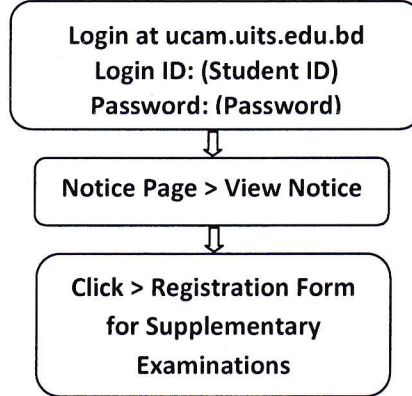 Login at ucam.uits.edu.bd
Login ID: (Student ID)
Password: (Password)
Notice Page > View Notice
Click > Registration Form
for Supplementary
Examinations